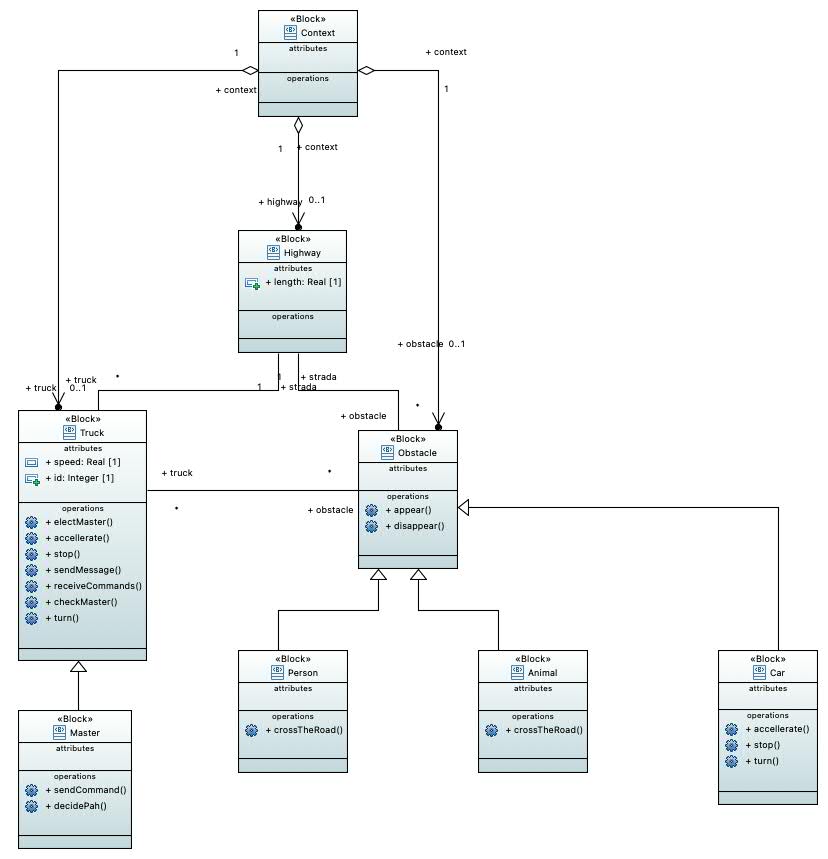 «Block»
Context
attributes
operations
1
+ context
+ context
1
1
+ context
+ highway
0..1
«Block»
Highway
attributes
+ length: Real [1]
operations
+ obstacle
0..1
1
+ strada
1
+ strada
+ truck
*
+ truck
0..1
+ obstacle
*
«Block»
Truck
attributes
+ speed: Real [1]
+ id: Integer [1]
operations
+ electMaster()
+ accellerate()
+ stop()
+ sendMessage()
+ receiveCommands()
+ checkMaster()
+ turn()
+ truck
*
*
+ obstacle
«Block»
Obstacle
attributes
operations
+ appear()
+ disappear()
«Block»
Person
attributes
operations
+ crossTheRoad()
«Block»
Animal
attributes
operations
+ crossTheRoad()
«Block»
Car
attributes
operations
+ accellerate()
+ stop()
+ turn()
«Block»
Master
attributes
operations
+ sendCommand()
+ decidePah()